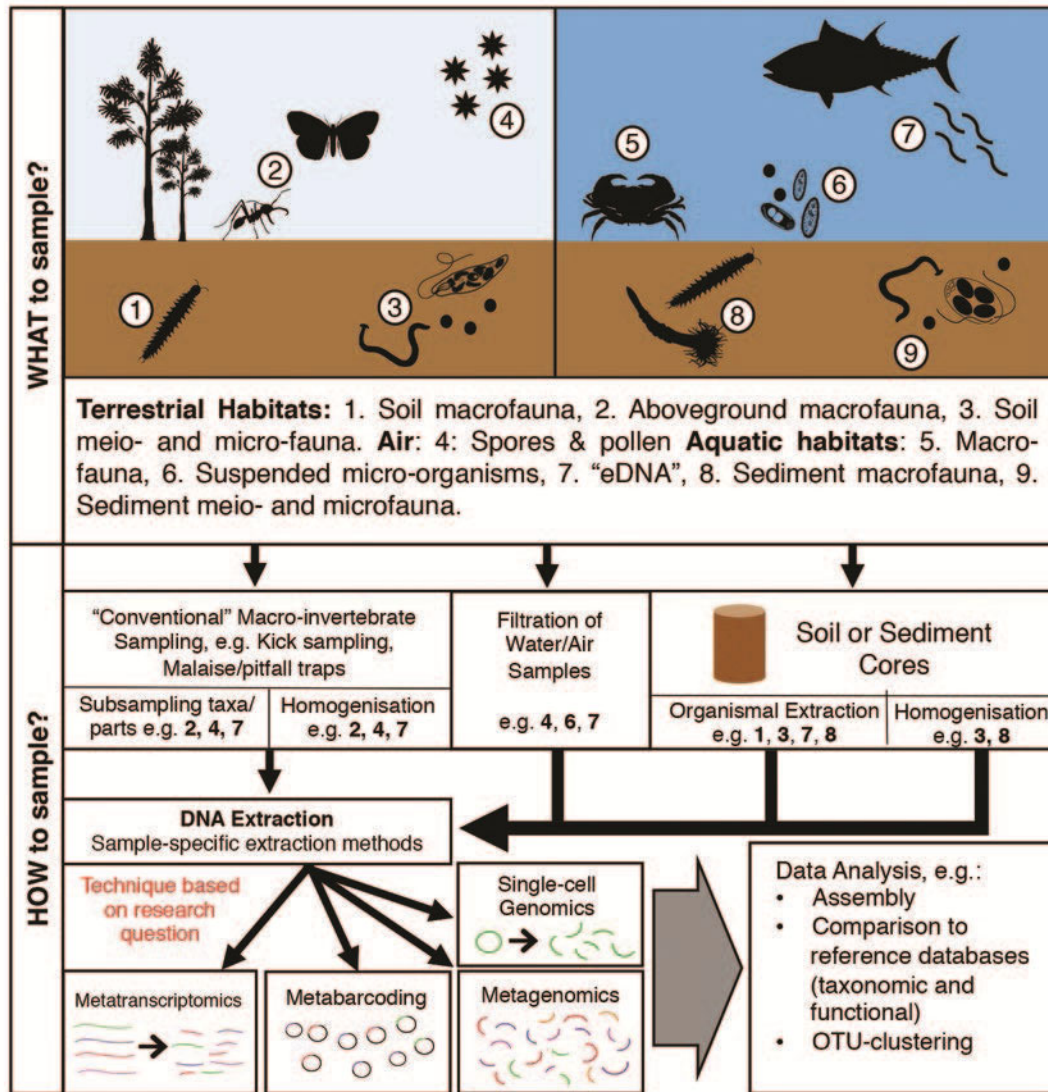 WHAT to sample?
4
2
7
5
6
1
3
8
9
Terrestrial Habitats: 1. Soil macrofauna, 2. Aboveground macrofauna, 3. Soil
meio- and micro-fauna. Air: 4: Spores & pollen Aquatic habitats: 5. Macro-
fauna, 6. Suspended micro-organisms, 7. “eDNA”, 8. Sediment macrofauna, 9.
Sediment meio- and microfauna.
HOW to sample?
“Conventional” Macro-invertebrate
Sampling, e.g. Kick sampling,
Malaise/pitfall traps
Subsampling taxa/
parts e.g. 2, 4, 7
Homogenisation
e.g. 2, 4, 7
Filtration of
Water/Air
Samples
e.g. 4, 6, 7
Soil or Sediment
Cores
Organismal Extraction
e.g. 1, 3, 7, 8
Homogenisation
e.g. 3, 8
DNA Extraction
Sample-specific extraction methods
Technique based
on research
question
Single-cell
Genomics
Metatranscriptomics
Metabarcoding
Metagenomics
Data Analysis, e.g.:
• Assembly
• Comparison to
reference databases
(taxonomic and
functional)
• OTU-clustering